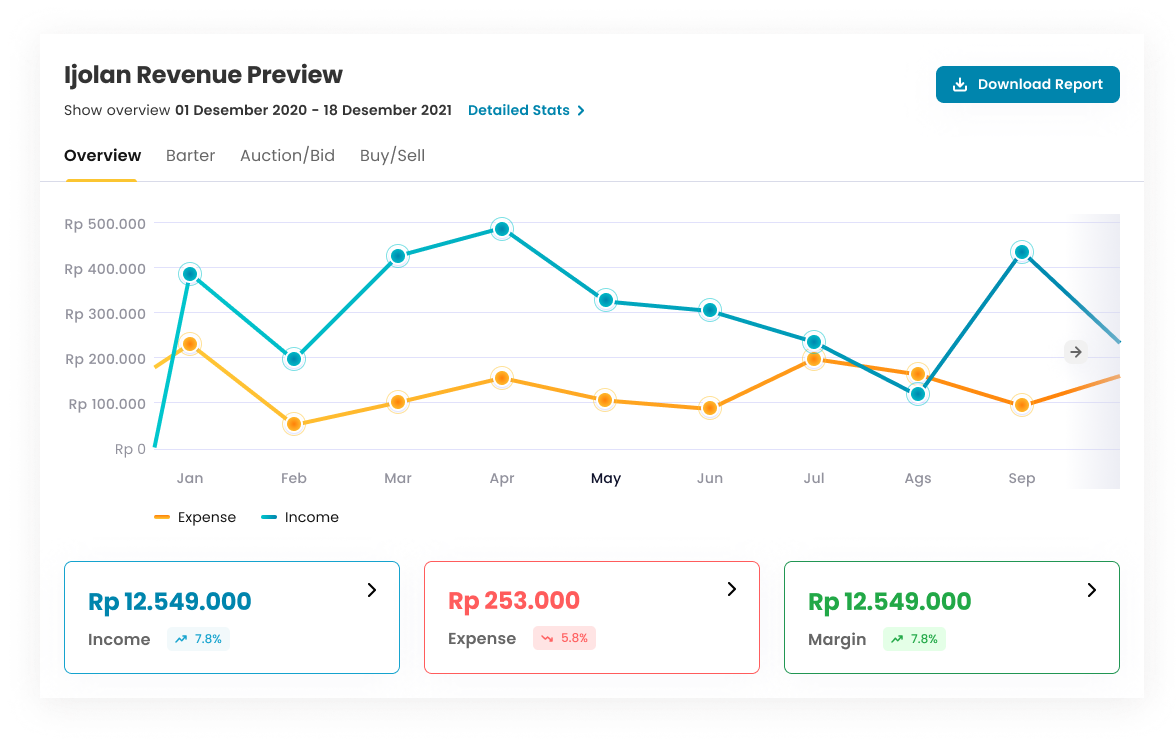 Ijolan Revenue Preview
Download Report
Show overview 01 Desember 2020 - 18 Desember 2021 Detailed Stats
Overview Barter Auction/Bid Buy/Sell
Rp 500.000
Rp 400.000
Rp 300.000
Rp 200.000
Rp 100.000
Rp 0
Jan Feb Mar Apr May Jun Jul Ags Sep
Expense Income
Rp 12.549.000
Income 7.8%
Rp 253.000
Expense 5.8%
Rp 12.549.000
Margin 7.8%